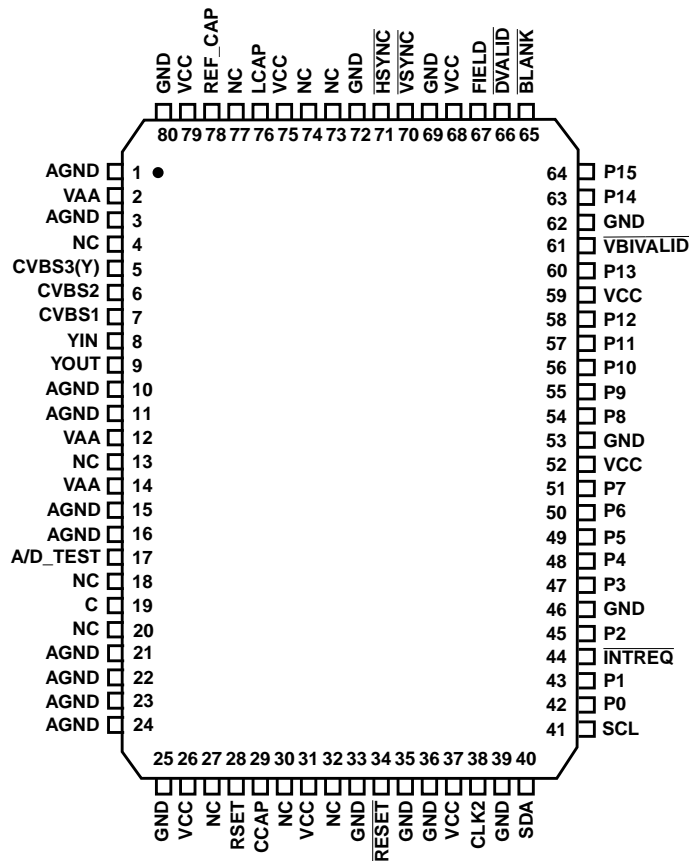 GND VCC REF_CAP NC LCAP VCC NC NC GND HSYNC VSYNC GND VCC FIELD DVALID BLANK
80 79 78 77 76 75 74 73 72 71 70 69 68 67 66 65
AGND 1 64 P15
VAA 2 63 P14
AGND 3 62 GND
NC 4 61 VBIVALID
CVBS3(Y) 5 60 P13
CVBS2 6 59 VCC
CVBS1 7 58 P12
YIN 8 57 P11
YOUT 9 56 P10
AGND 10 55 P9
AGND 11 54 P8
VAA 12 53 GND
NC 13 52 VCC
VAA 14 51 P7
AGND 15 50 P6
AGND 16 49 P5
A/D_TEST 17 48 P4
NC 18 47 P3
C 19 46 GND
NC 20 45 P2
AGND 21 44 INTREQ
AGND 22 43 P1
AGND 23 42 P0
AGND 24 41 SCL
25 26 27 28 29 30 31 32 33 34 35 36 37 38 39 40
GND VCC NC RSET CCAP NC VCC NC GND RESET GND GND VCC CLK2 GND SDA